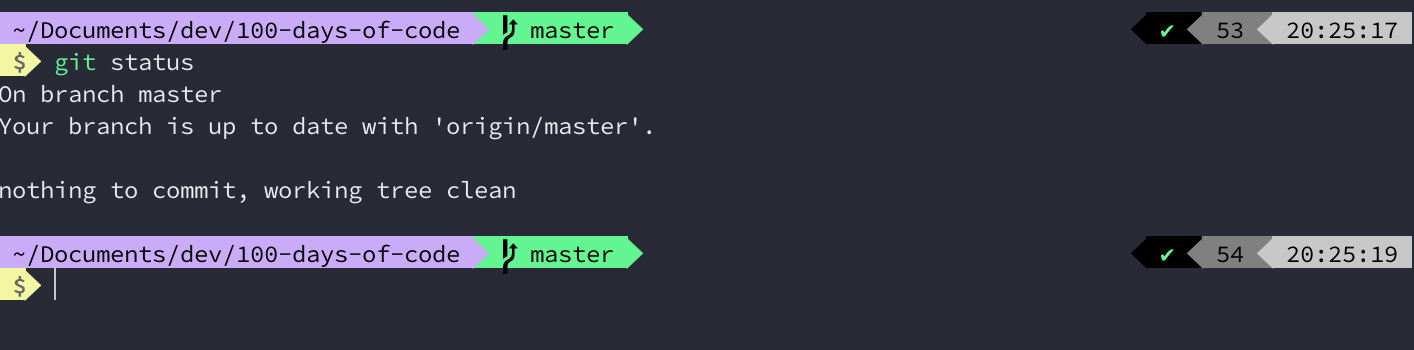 ~/Documents/dev/100-days-of-code master ✔ 53 20:25:17
$ git status
On branch master
Your branch is up to date with 'origin/master'.
nothing to commit, working tree clean
~/Documents/dev/100-days-of-code master ✔ 54 20:25:19
$